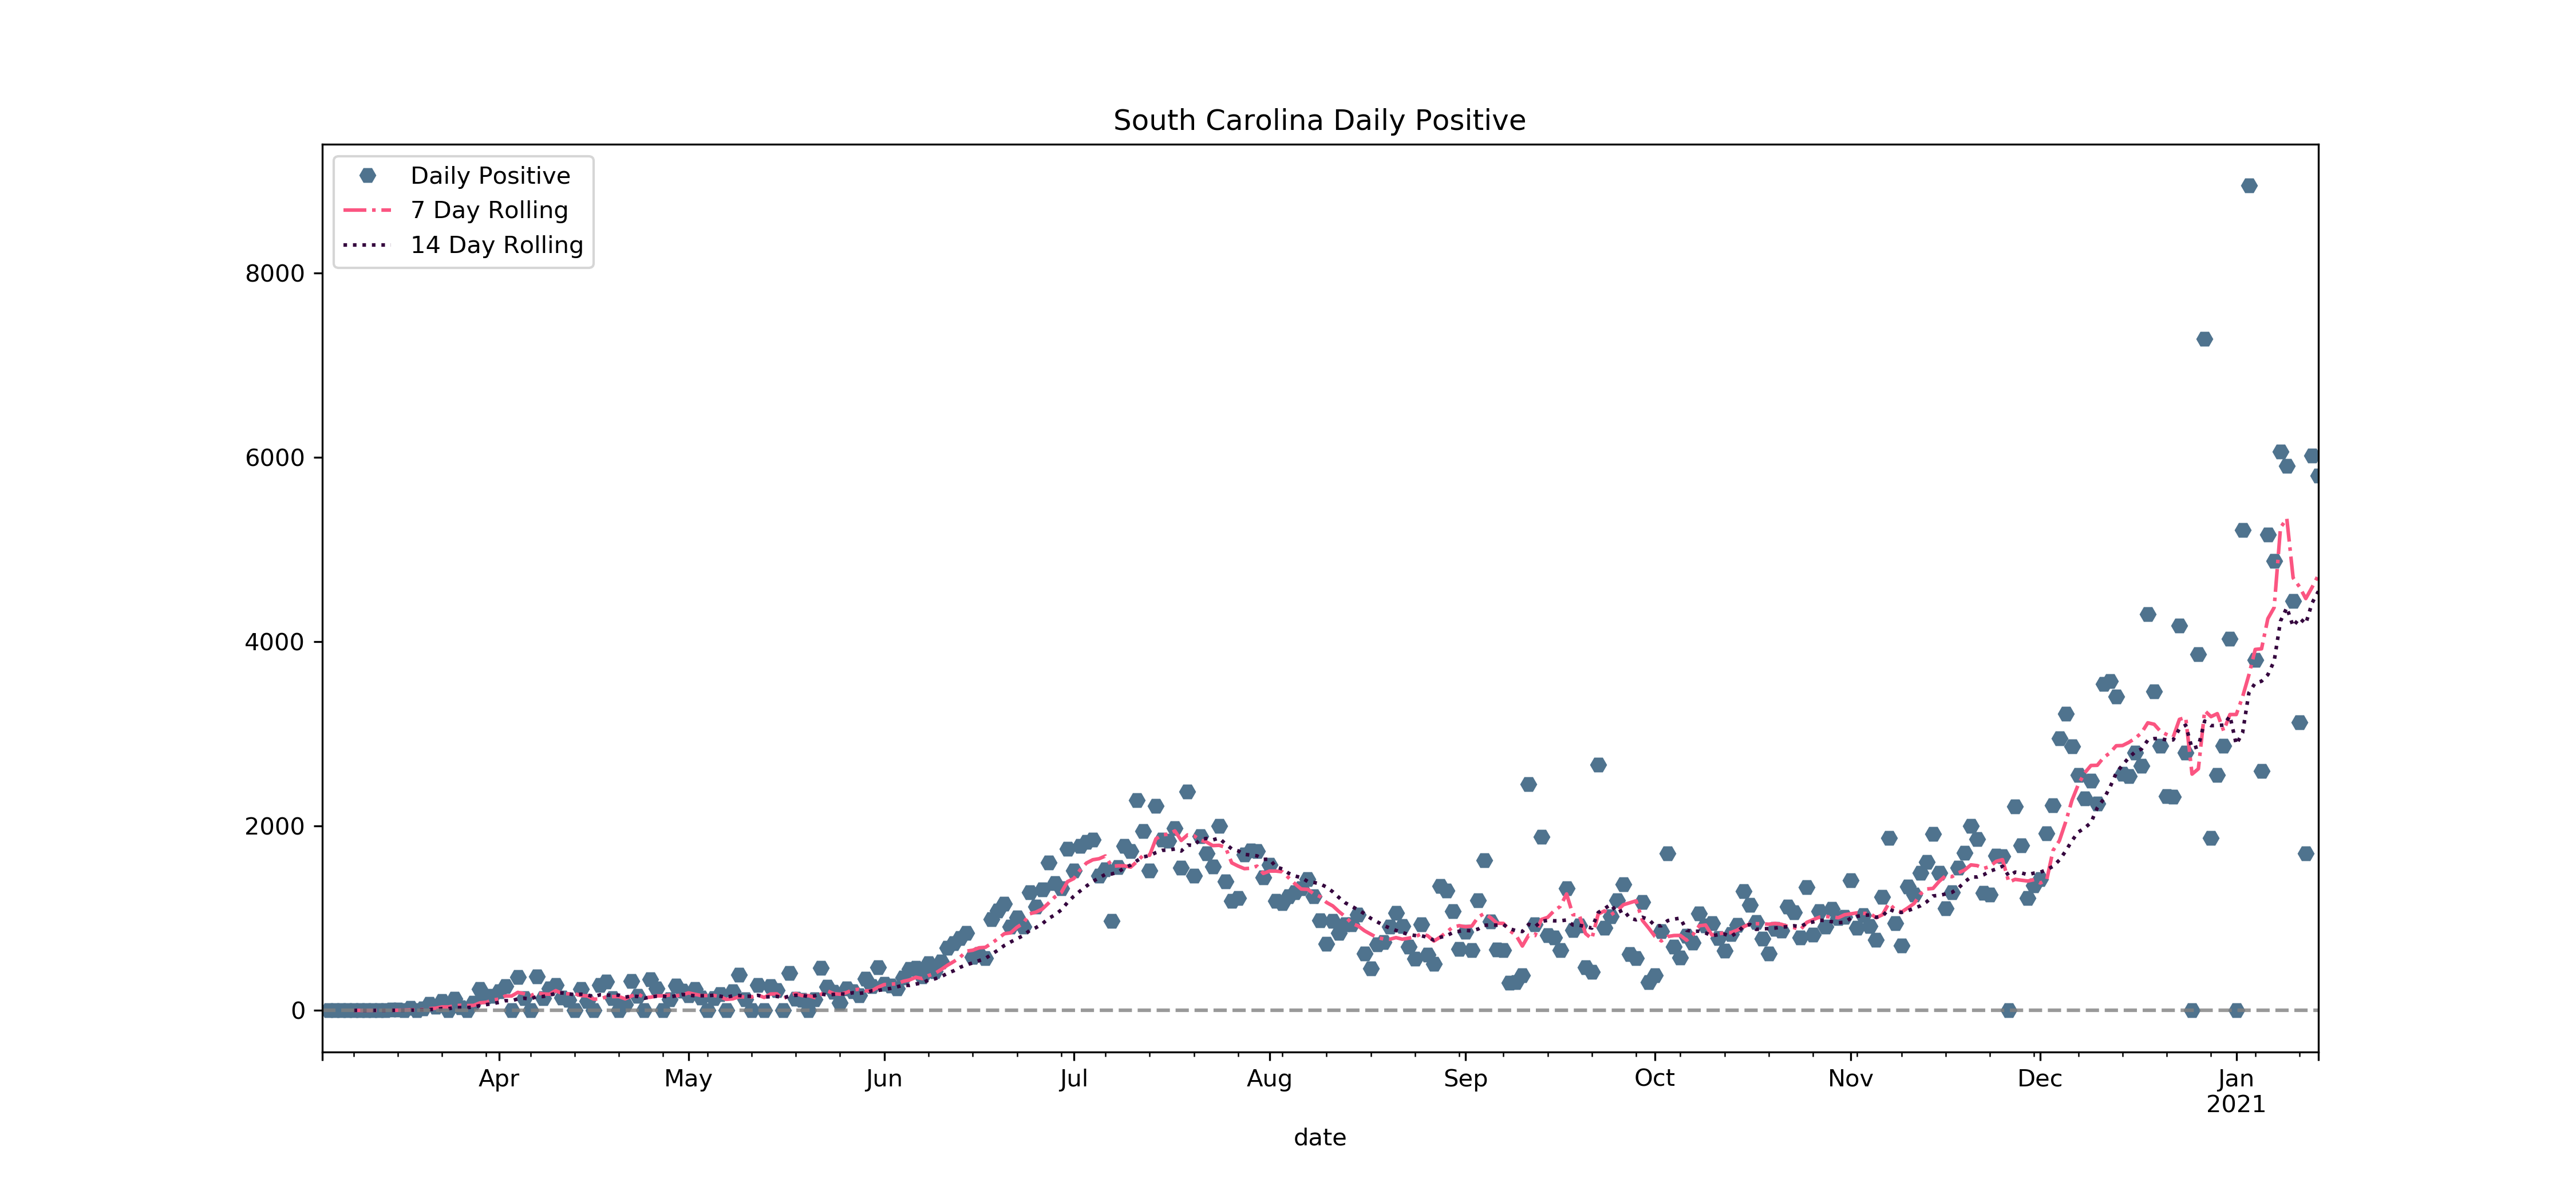 South Carolina Daily Positive
Daily Positive
7 Day Rolling
14 Day Rolling
8000
6000
4000
2000
0
Apr May Jun Jul Aug Sep Oct Nov Dec Jan
2021
date